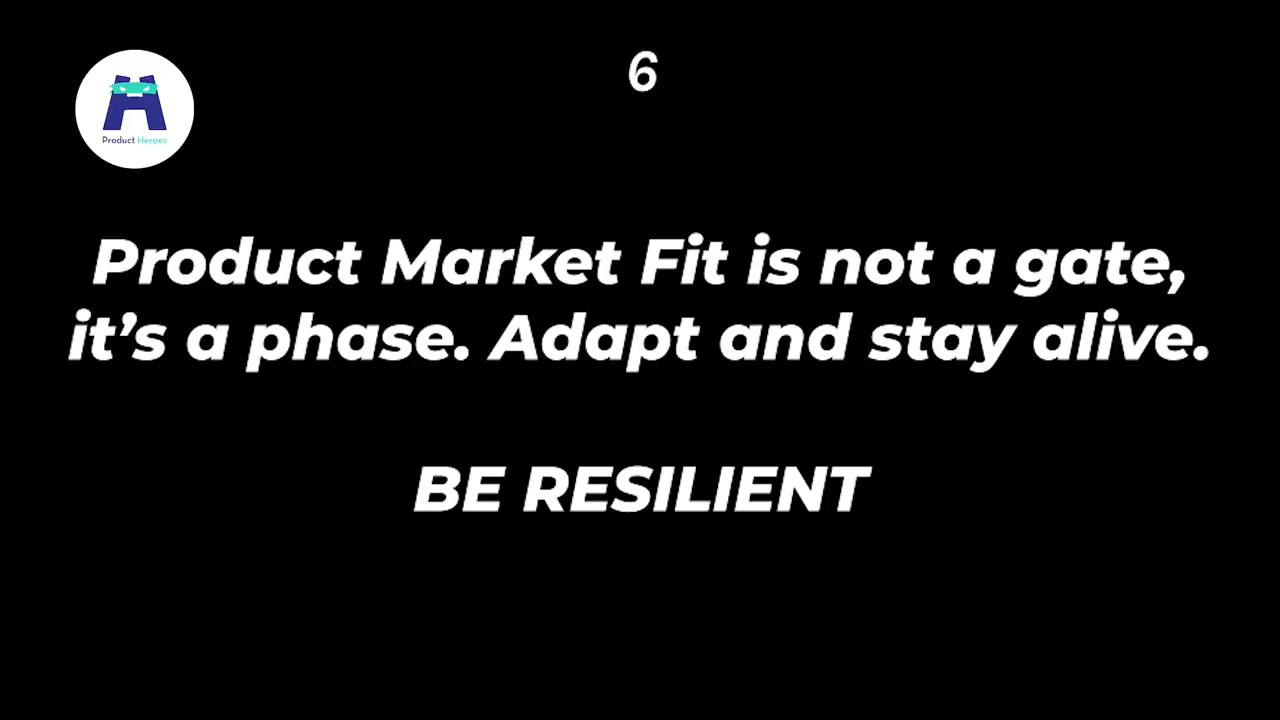 6
Product Heroes
Product Market Fit is not a gate,
it’s a phase. Adapt and stay alive.
BE RESILIENT